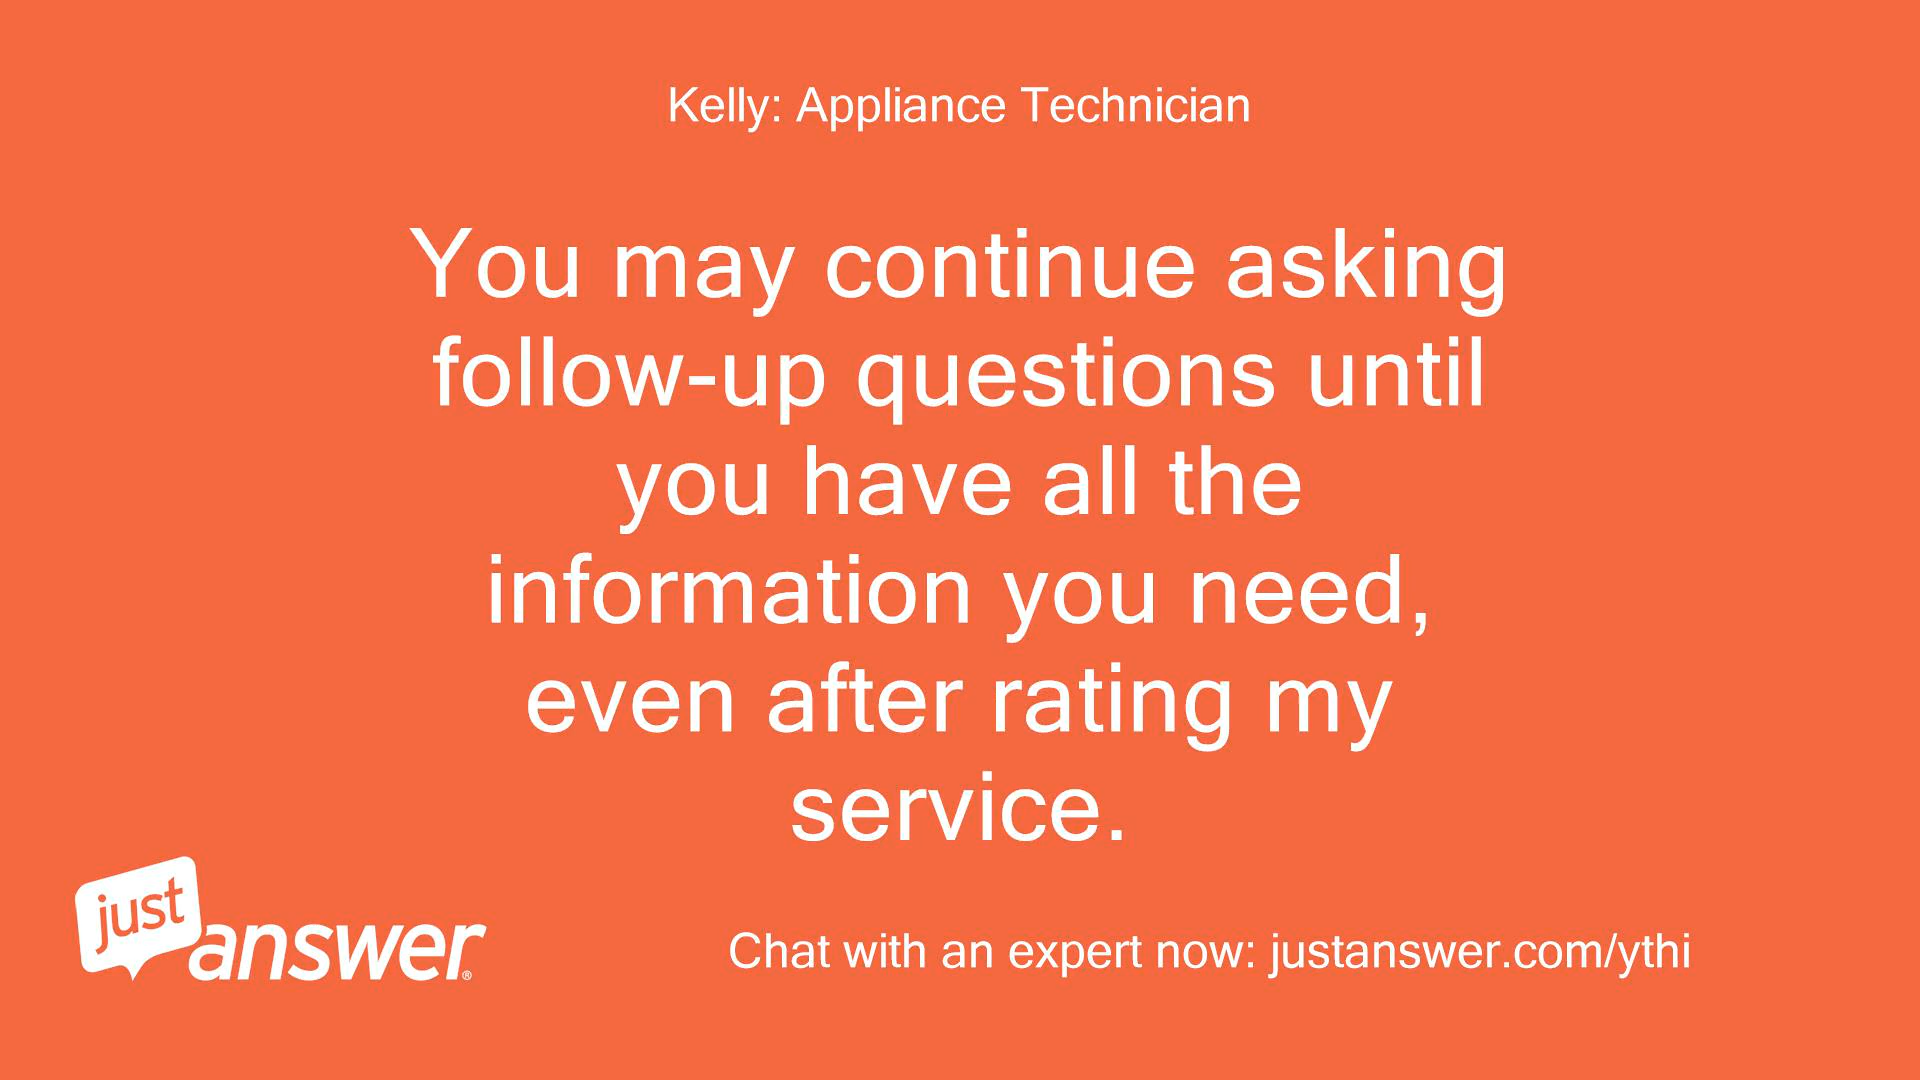 Kelly: Appliance Technician
You may continue asking
follow-up questions until
you have all the
information you need,
even after rating my
service.
just
answer®
Chat with an expert now: justanswer.com/ythi